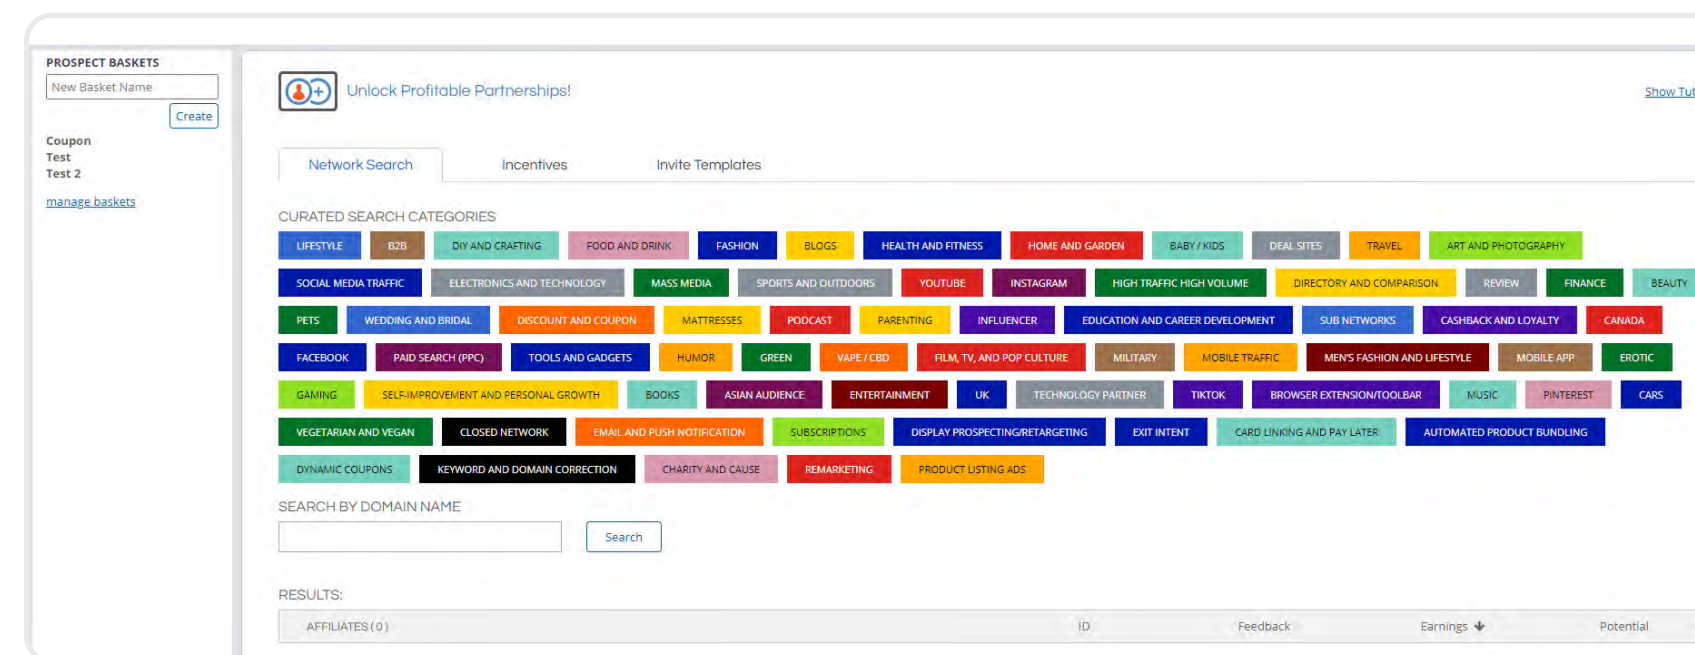 PROSPECT BASKETS
New Basket Name
Create
Coupon
Test
Test 2
manage baskets
Unlock Profitable Partnerships!
Show Tut
Network Search Incentives Invite Templates
CURATED SEARCH CATEGORIES
LIFESTYLE B2B DIY AND CRAFTING FOOD AND DRINK FASHION BLOGS HEALTH AND FITNESS HOME AND GARDEN BABY / KIDS DEAL SITES TRAVEL ART AND PHOTOGRAPHY
SOCIAL MEDIA TRAFFIC ELECTRONICS AND TECHNOLOGY MASS MEDIA SPORTS AND OUTDOORS YOUTUBE INSTAGRAM HIGH TRAFFIC HIGH VOLUME DIRECTORY AND COMPARISON REVIEW FINANCE BEAUTY
PETS WEDDING AND BRIDAL DISCOUNT AND COUPON MATTRESSES PODCAST PARENTING INFLUENCER EDUCATION AND CAREER DEVELOPMENT SUB NETWORKS CASHBACK AND LOYALTY CANADA
FACEBOOK PAID SEARCH (PPC) TOOLS AND GADGETS HUMOR GREEN VAPE / CBD FILM, TV, AND POP CULTURE MILITARY MOBILE TRAFFIC MEN'S FASHION AND LIFESTYLE MOBILE APP EROTIC
GAMING SELF-IMPROVEMENT AND PERSONAL GROWTH BOOKS ASIAN AUDIENCE ENTERTAINMENT UK TECHNOLOGY PARTNER TIKTOK BROWSER EXTENSION/TOOLBAR MUSIC PINTEREST CARS
VEGETARIAN AND VEGAN CLOSED NETWORK EMAIL AND PUSH NOTIFICATION SUBSCRIPTIONS DISPLAY PROSPECTING/RETARGETING EXIT INTENT CARD LINKING AND PAY LATER AUTOMATED PRODUCT BUNDLING
DYNAMIC COUPONS KEYWORD AND DOMAIN CORRECTION CHARITY AND CAUSE REMARKETING PRODUCT LISTING ADS
SEARCH BY DOMAIN NAME
Search
RESULTS:
AFFILIATES ( 0 ) ID Feedback Earnings Potential